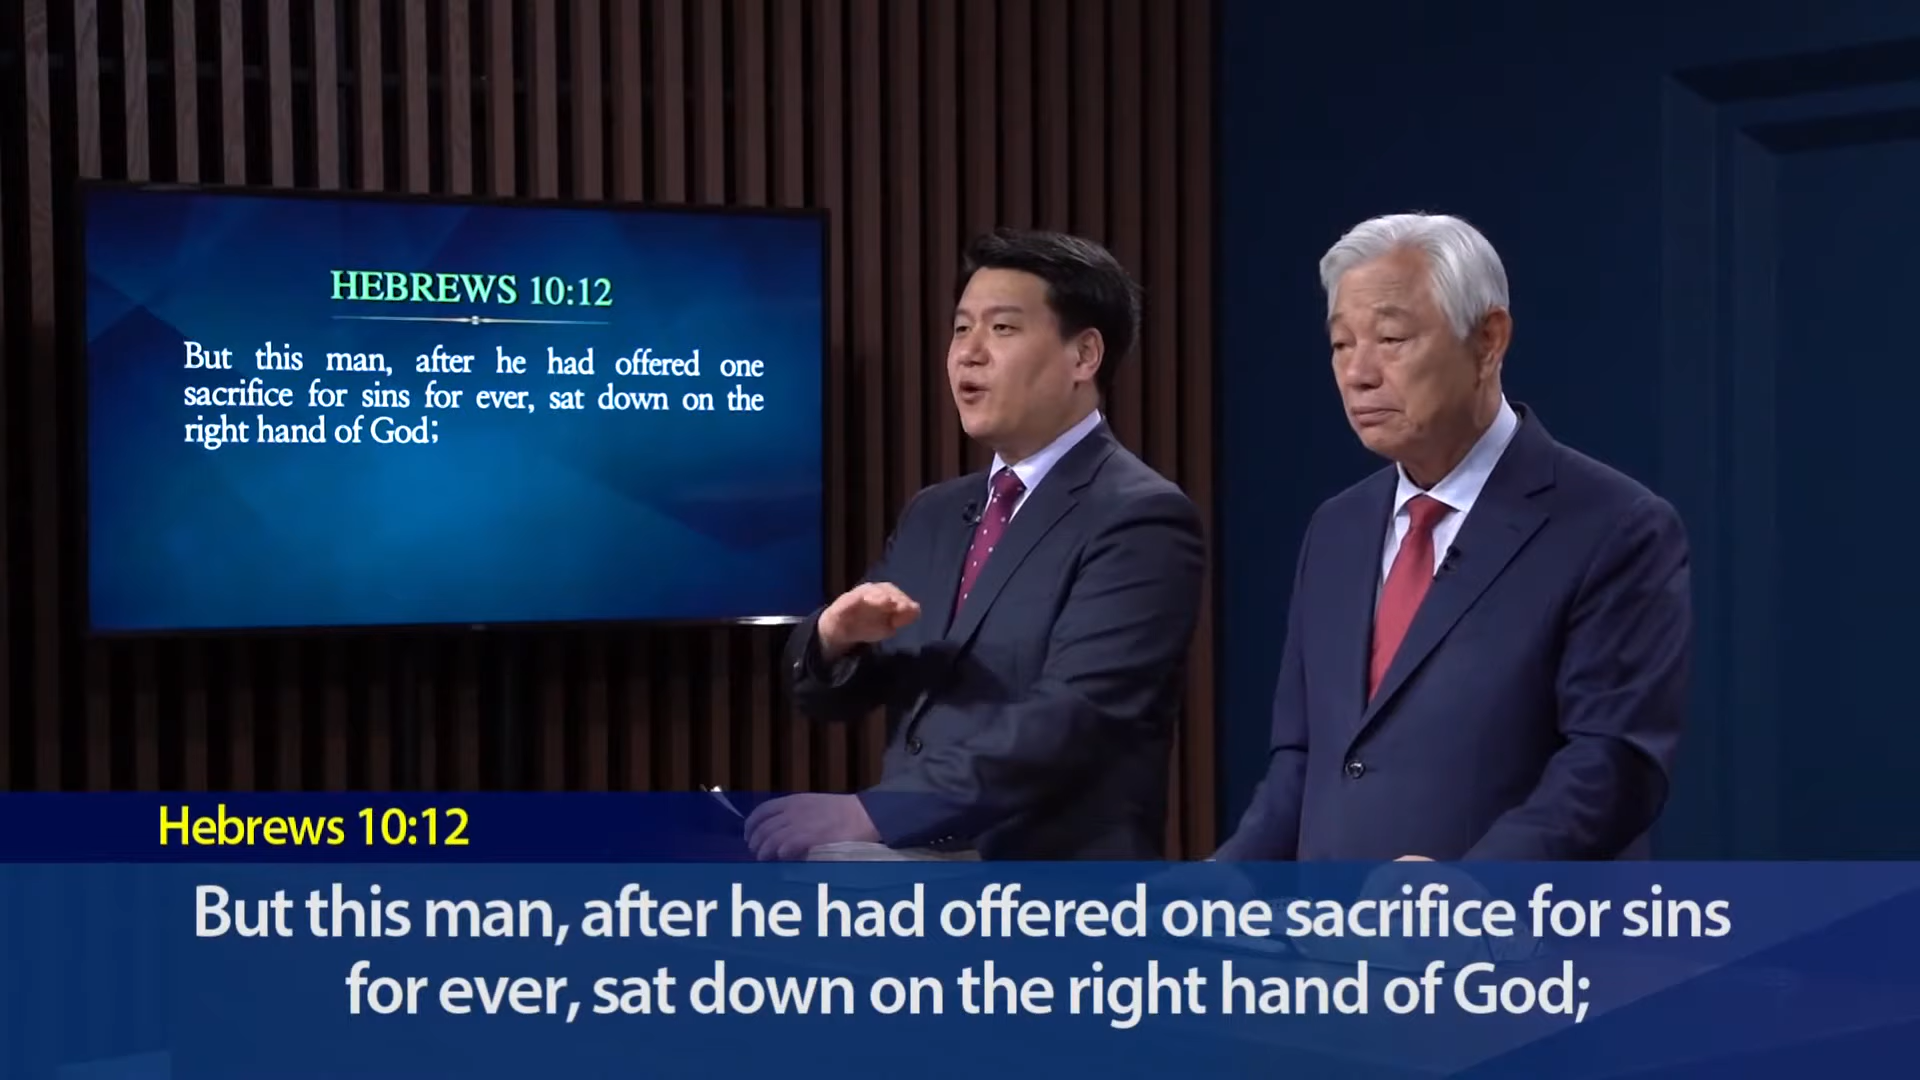 HEBREWS 10:12
But this man, after he had offered one
sacrifice for sins for ever, sat down on the
right hand of God;
Hebrews 10:12
But this man, after he had offered one sacrifice for sins
for ever, sat down on the right hand of God;